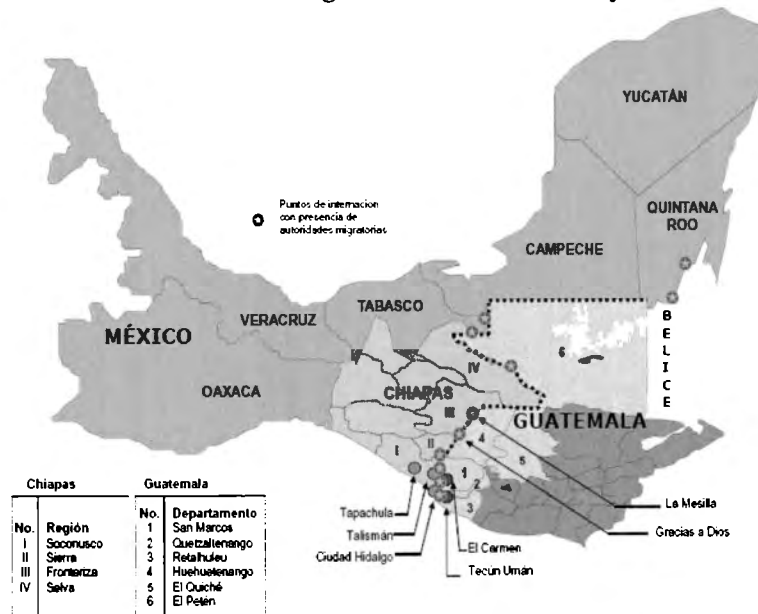 YUCATÁN
Puntos de internacion
con presencia de
autoridades migratorias
QUINTANA
ROO
CAMPECHE
TABASCO
VERACRUZ
MÉXICO
BELICE
6
IV
CHIAPAS
OAXACA
III
GUATEMALA
II
4
I
5
1
2
3
La Mesilla
Tapachula
Talismán
Gracias a Dios
Ciudad Hidalgo
El Carmen
Tecún Umán
Chiapas
No. Región
I Soconusco
II Sierra
III Fronteriza
IV Selva
Guatemala
No. Departamento
1 San Marcos
2 Quetzaltenango
3 Retalhuleu
4 Huehuetenango
5 El Quiché
6 El Petén